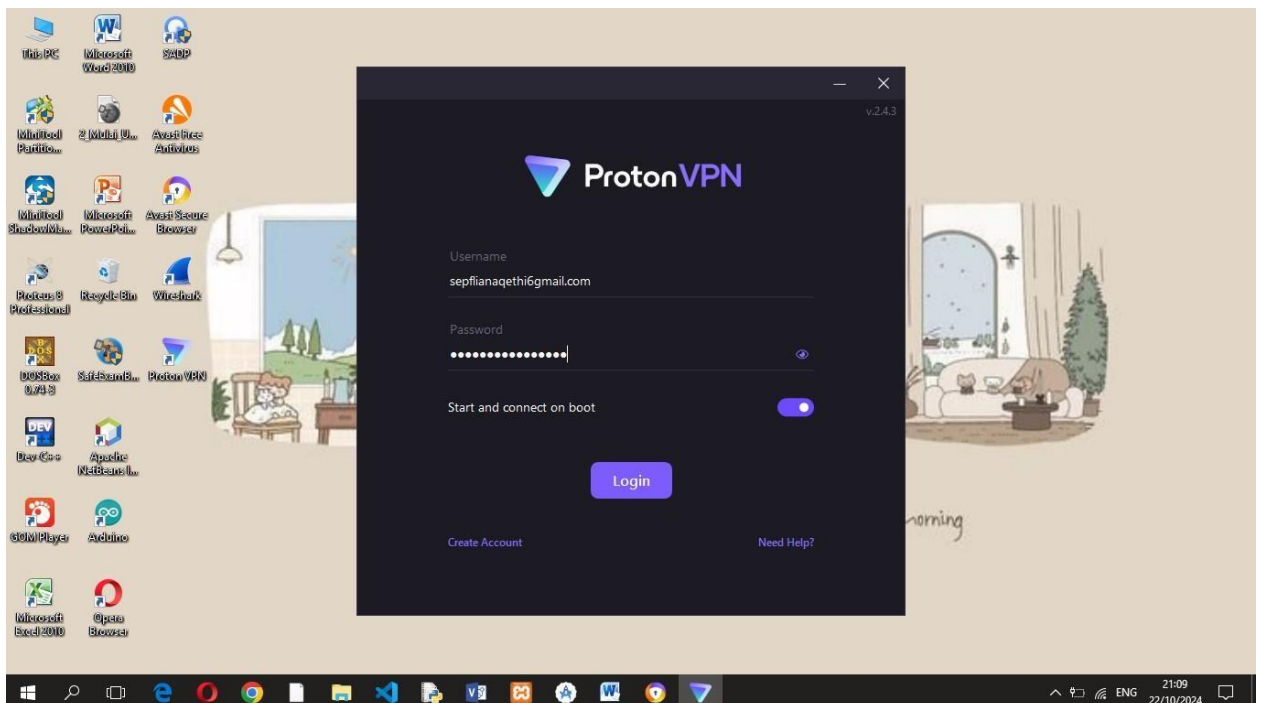 This PC
Microsoft
Word 2010
SADP
MiniTool
Partitio...
2_Multi_U...
Avast Free
Antivirus
MiniTool
ShadowMa...
Microsoft
PowerPoi...
Avast Secure
Browser
Proteus 8
Professional
Recycle Bin
Wireshark
DOSBox
0.74-3
SafeExamB...
Proton VPN
Dev-C++
Apache
NetBeans I...
GOM Player
Arduino
Microsoft
Excel 2010
Opera
Browser
v.2.4.3
ProtonVPN
Username
sepflianaqethi6gmail.com
Password
••••••••••••••••
Start and connect on boot
Login
Create Account
Need Help?
morning
ENG
21:09
22/10/2024